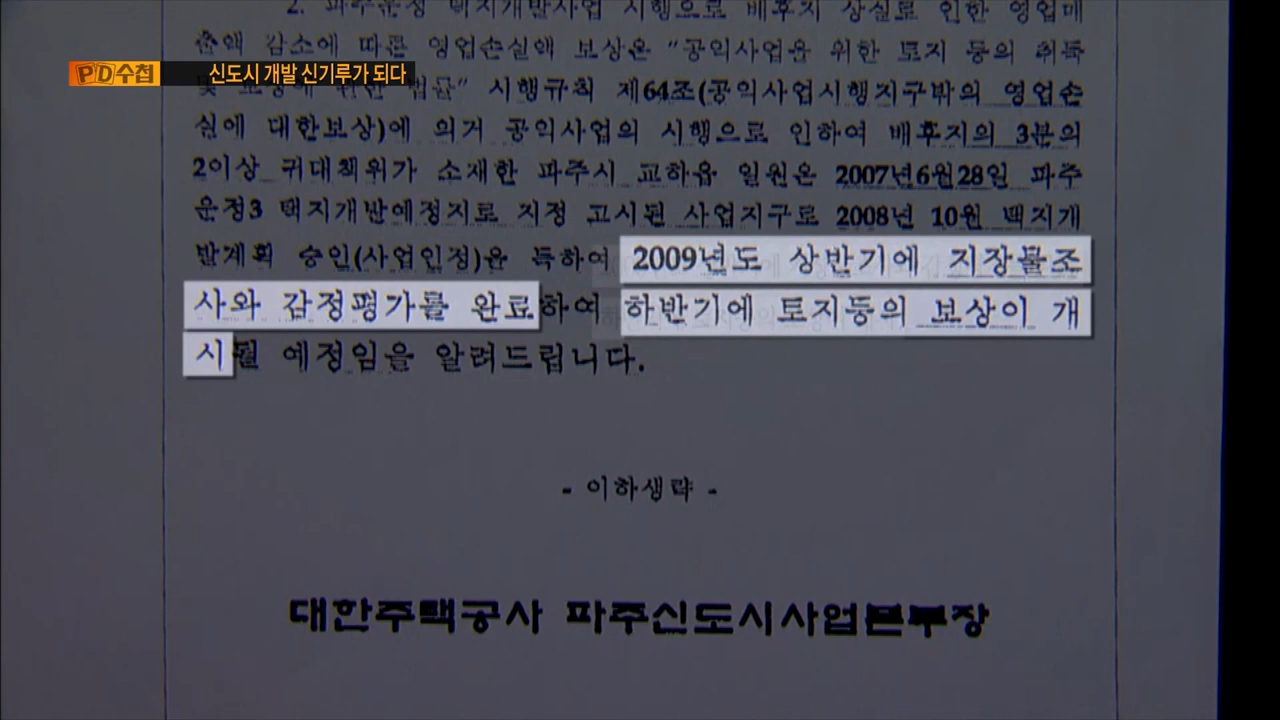 2. 파주운정 택지개발사업 시행으로 배후지 상실로 인한 영업매
출액 감소에 따른 영업손실액 보상은 "공익사업을 위한 토지 등의 취득
PD수첩 신도시 개발 신기루가 되다
및 보상에 관한 법률" 시행규칙 제64조(공익사업시행지구밖의 영업손
실에 대한보상)에 의거 공익사업의 시행으로 인하여 배후지의 3분의
2이상 귀대책위가 소재한 파주시 교하읍 일원은 2007년6월28일 파주
운정3 택지개발예정지로 지정 고시된 사업지구로 2008년 10월 택지개
발계획 승인(사업인정)을 득하여 2009년도 상반기에 지장물조
사와 감정평가를 완료하여 하반기에 토지등의 보상이 개
시될 예정임을 알려드립니다.
- 이하생략 -
대한주택공사 파주신도시사업본부장